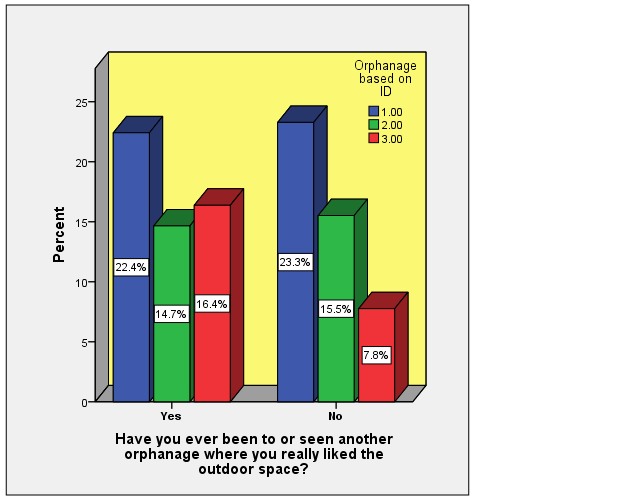 Orphanage
based on
ID
1.00
2.00
3.00
Percent
25
20
15
10
5
0
22.4%
14.7%
16.4%
23.3%
15.5%
7.8%
Yes
No
Have you ever been to or seen another
orphanage where you really liked the
outdoor space?